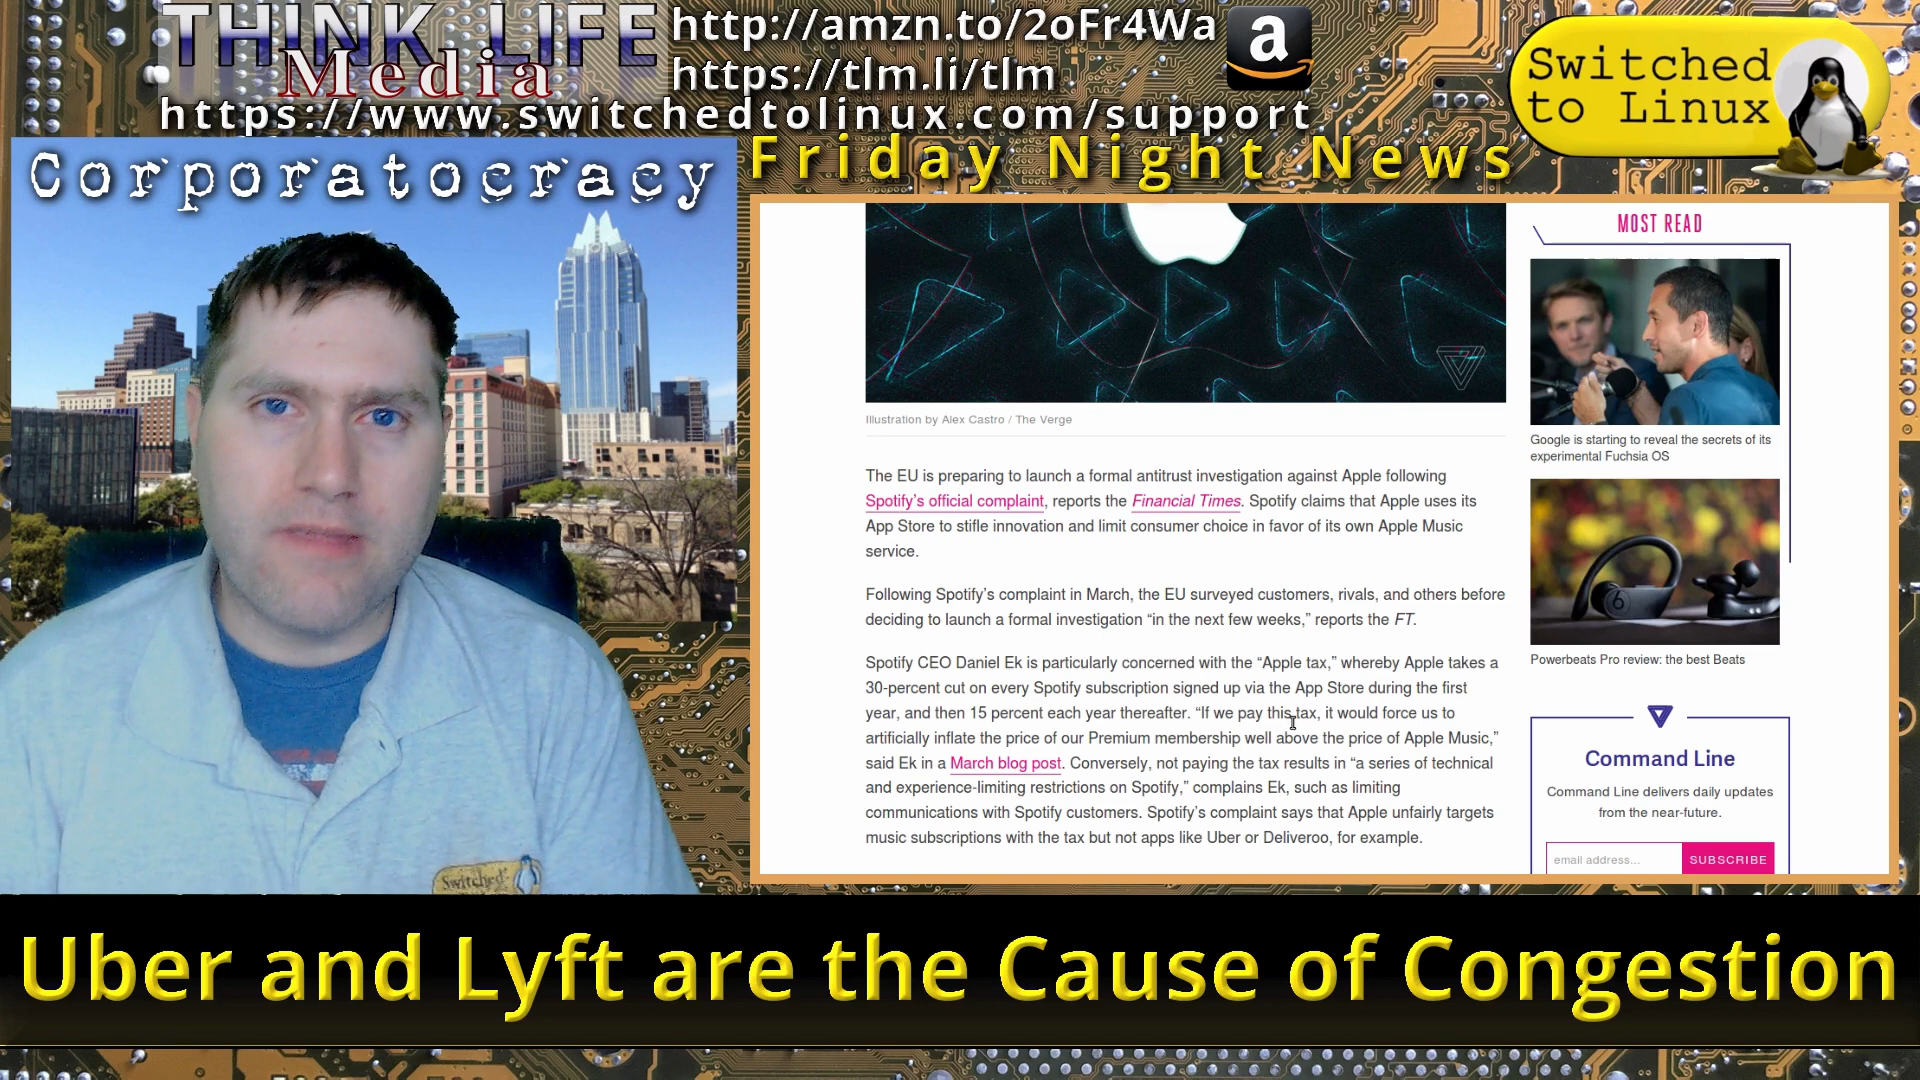 THINK LIFE
Media
http://amzn.to/2oFr4Wa
a
https://tlm.li/tlm
https://www.switchedtolinux.com/support
Switched
to Linux
Corporatocracy
Friday Night News
MOST READ
Illustration by Alex Castro / The Verge
The EU is preparing to launch a formal antitrust investigation against Apple following
Spotify’s official complaint, reports the Financial Times. Spotify claims that Apple uses its
App Store to stifle innovation and limit consumer choice in favor of its own Apple Music
service.
Following Spotify’s complaint in March, the EU surveyed customers, rivals, and others before
deciding to launch a formal investigation “in the next few weeks,” reports the FT.
Spotify CEO Daniel Ek is particularly concerned with the “Apple tax,” whereby Apple takes a
30-percent cut on every Spotify subscription signed up via the App Store during the first
year, and then 15 percent each year thereafter. “If we pay this tax, it would force us to
artificially inflate the price of our Premium membership well above the price of Apple Music,”
said Ek in a March blog post. Conversely, not paying the tax results in “a series of technical
and experience-limiting restrictions on Spotify,” complains Ek, such as limiting
communications with Spotify customers. Spotify’s complaint says that Apple unfairly targets
music subscriptions with the tax but not apps like Uber or Deliveroo, for example.
Google is starting to reveal the secrets of its
experimental Fuchsia OS
Powerbeats Pro review: the best Beats
Command Line
Command Line delivers daily updates
from the near-future.
email address...
SUBSCRIBE
Switched
Uber and Lyft are the Cause of Congestion